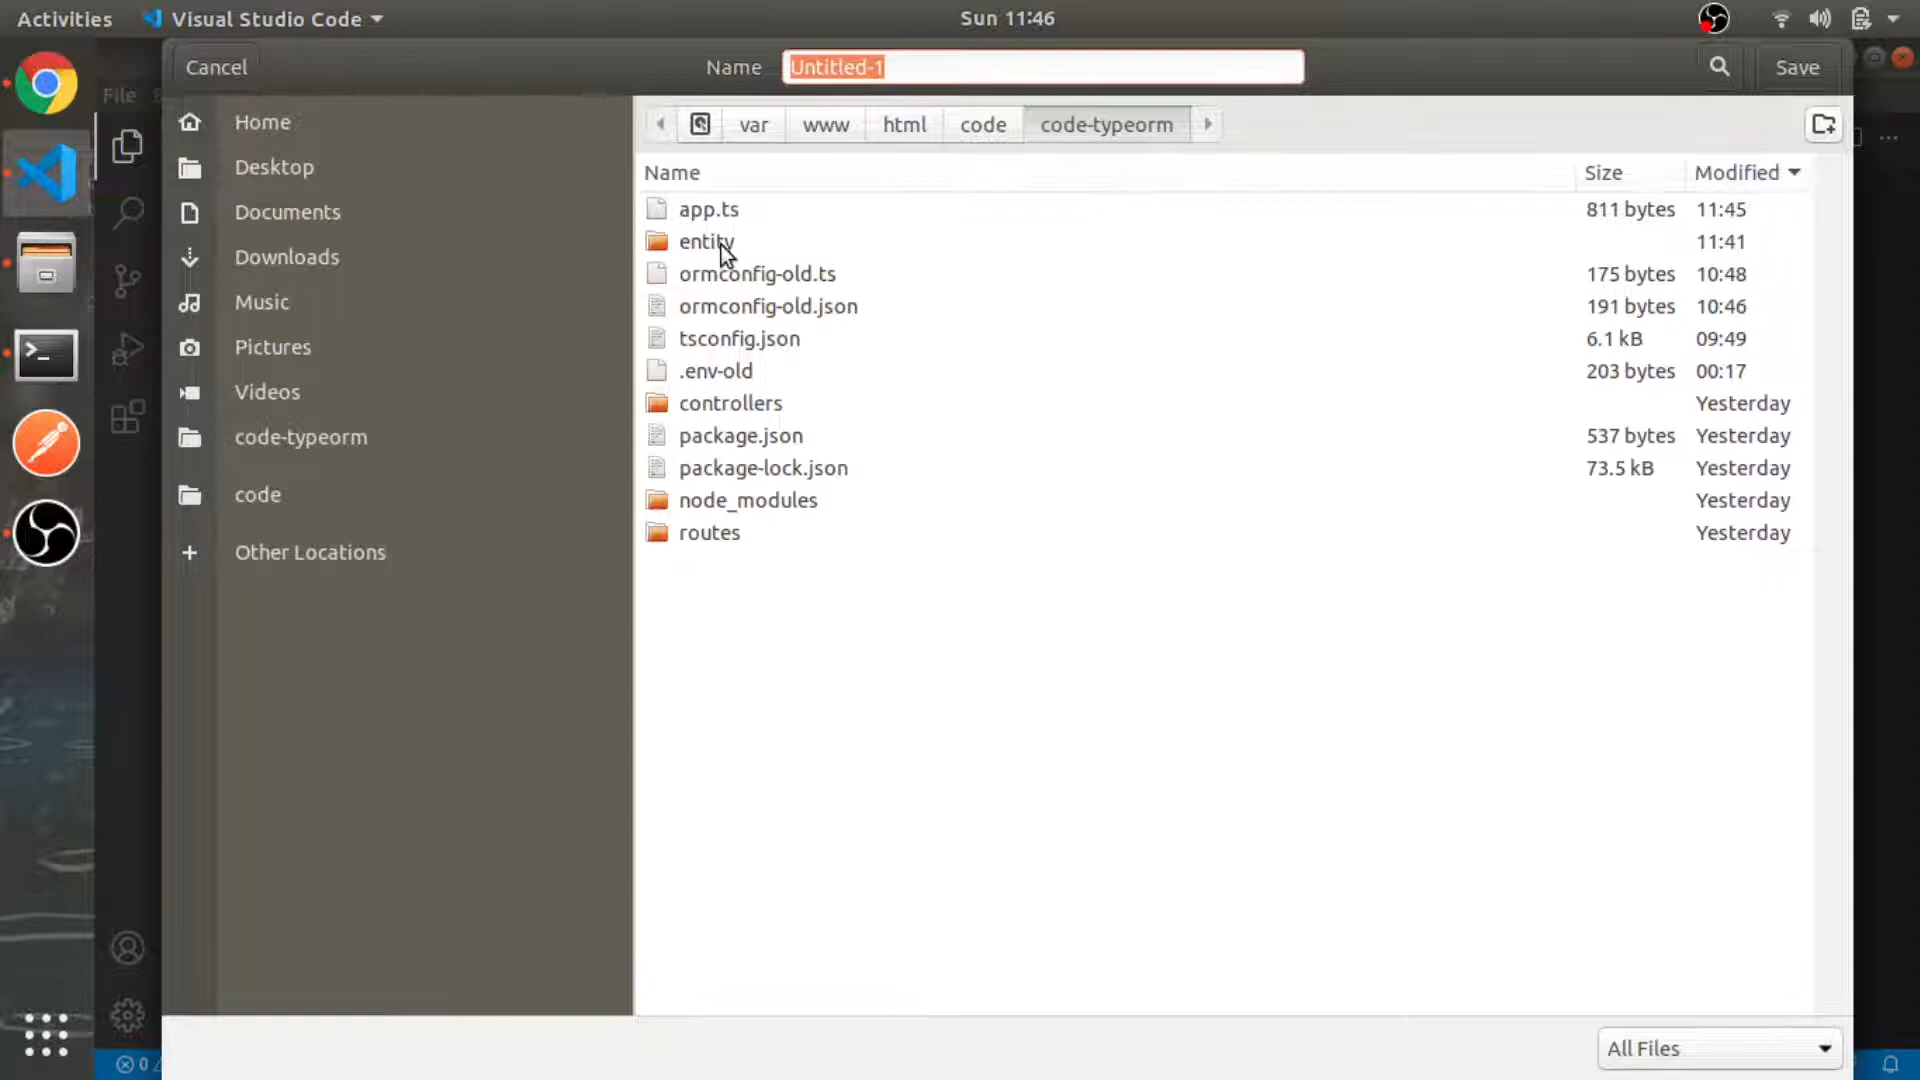 Activities Visual Studio Code Sun 11:46
Cancel Name Untitled-1 Save
File
Home
Desktop
Documents
Downloads
Music
Pictures
Videos
code-typeorm
code
Other Locations
var www html code code-typeorm
Name Size Modified
app.ts 811 bytes 11:45
entity 11:41
ormconfig-old.ts 175 bytes 10:48
ormconfig-old.json 191 bytes 10:46
tsconfig.json 6.1 kB 09:49
.env-old 203 bytes 00:17
controllers Yesterday
package.json 537 bytes Yesterday
package-lock.json 73.5 kB Yesterday
node_modules Yesterday
routes Yesterday
All Files
0